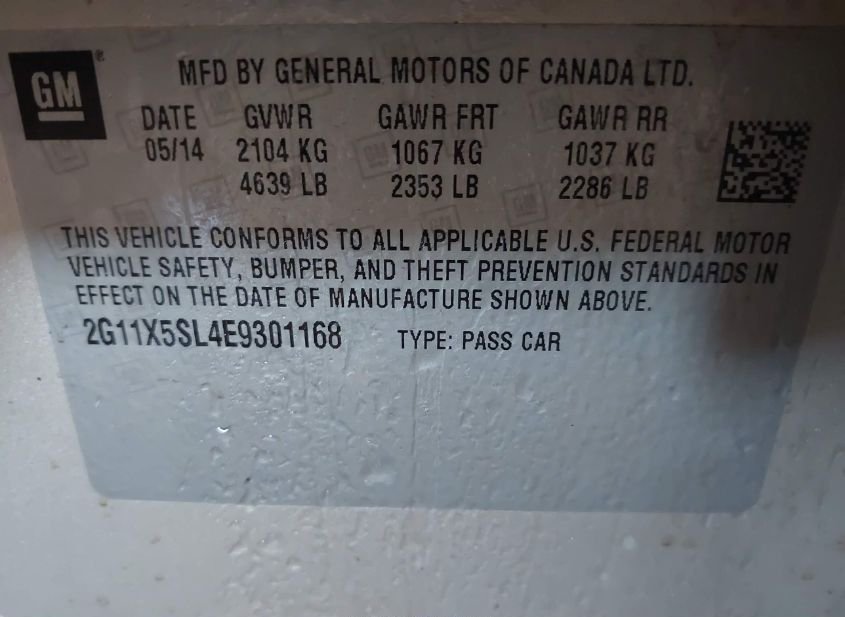 GM®
MFD BY GENERAL MOTORS OF CANADA LTD.
DATE GVWR GAWR FRT GAWR RR
05/14 2104 KG 1067 KG 1037 KG
4639 LB 2353 LB 2286 LB
THIS VEHICLE CONFORMS TO ALL APPLICABLE U.S. FEDERAL MOTOR
VEHICLE SAFETY, BUMPER, AND THEFT PREVENTION STANDARDS IN
EFFECT ON THE DATE OF MANUFACTURE SHOWN ABOVE.
2G11X5SL4E9301168 TYPE: PASS CAR